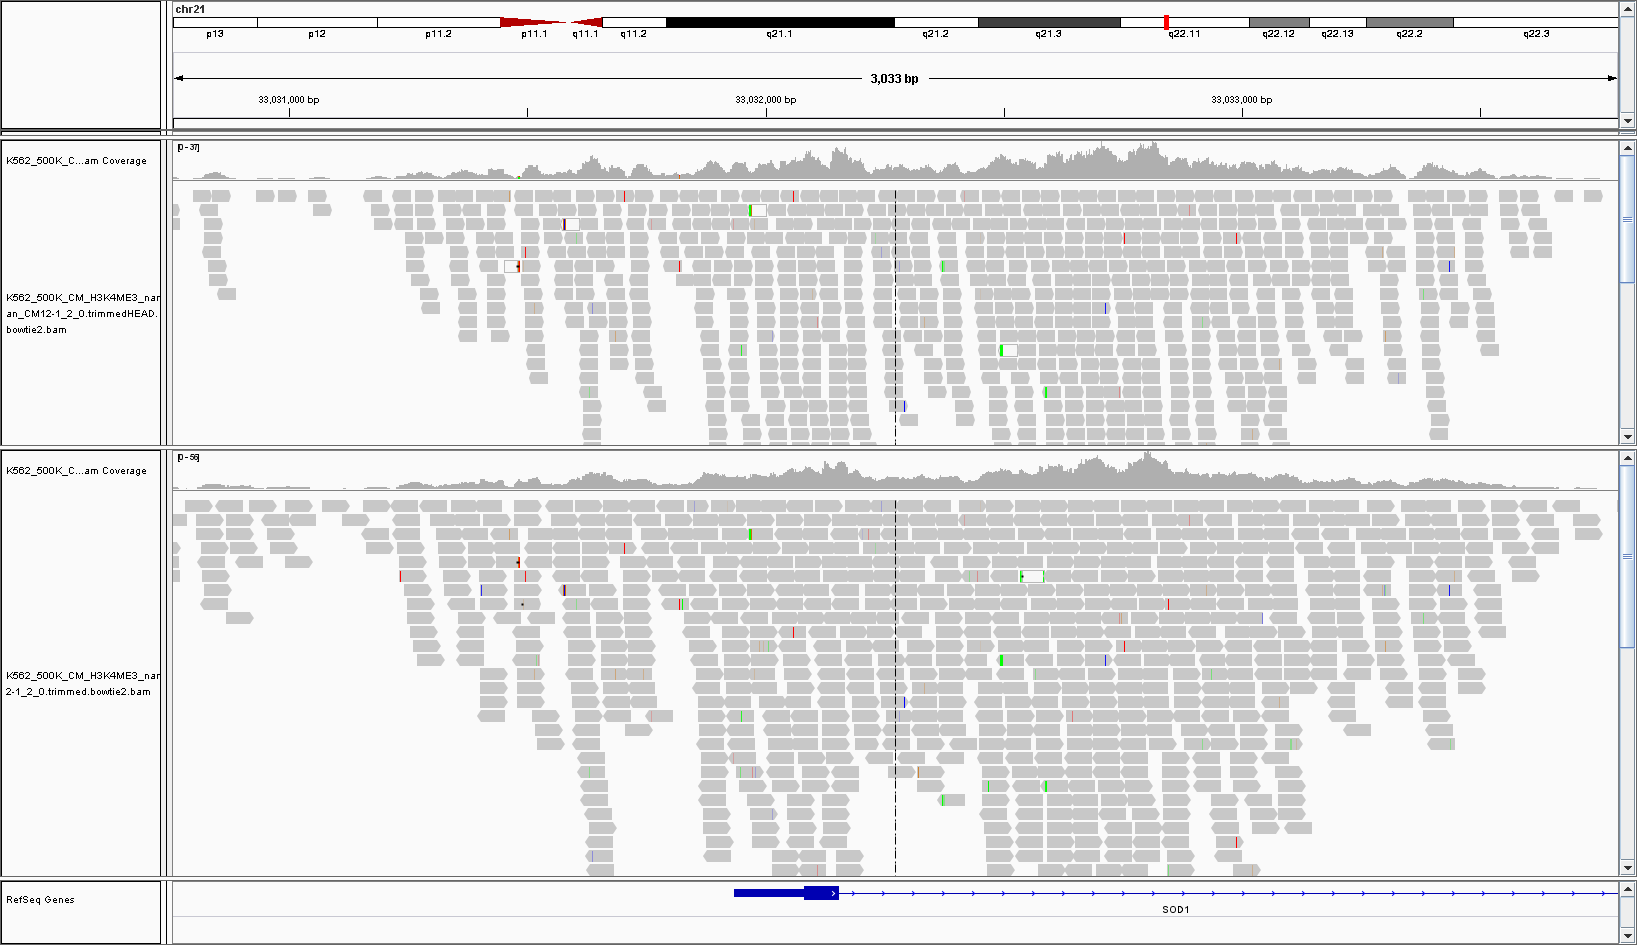 chr21
p13 p12 p11.2 p11.1 q11.1 q11.2 q21.1 q21.2 q21.3 q22.11 q22.12 q22.13 q22.2 q22.3
3,033 bp
33,031,000 bp 33,032,000 bp 33,033,000 bp
[0 - 37]
K562_500K_C...am Coverage
K562_500K_CM_H3K4ME3_nar
an_CM12-1_2_0.trimmedHEAD.
bowtie2.bam
[0 - 56]
K562_500K_C...am Coverage
K562_500K_CM_H3K4ME3_nar
2-1_2_0.trimmed.bowtie2.bam
RefSeq Genes
SOD1